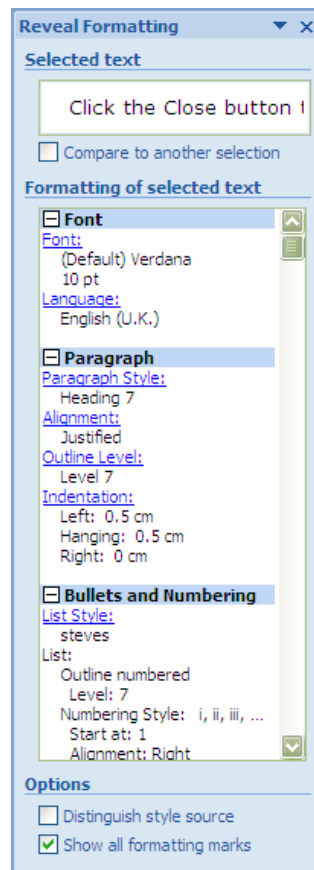 Reveal Formatting
Selected text
Click the Close button
Compare to another selection
Formatting of selected text
Font
Font:
(Default) Verdana
10 pt
Language:
English (U.K.)
Paragraph
Paragraph Style:
Heading 7
Alignment:
Justified
Outline Level:
Level 7
Indentation:
Left: 0.5 cm
Hanging: 0.5 cm
Right: 0 cm
Bullets and Numbering
List Style:
steves
List:
Outline numbered
Level: 7
Numbering Style: i, ii, iii, ...
Start at: 1
Alignment: Right
Options
Distinguish style source
Show all formatting marks